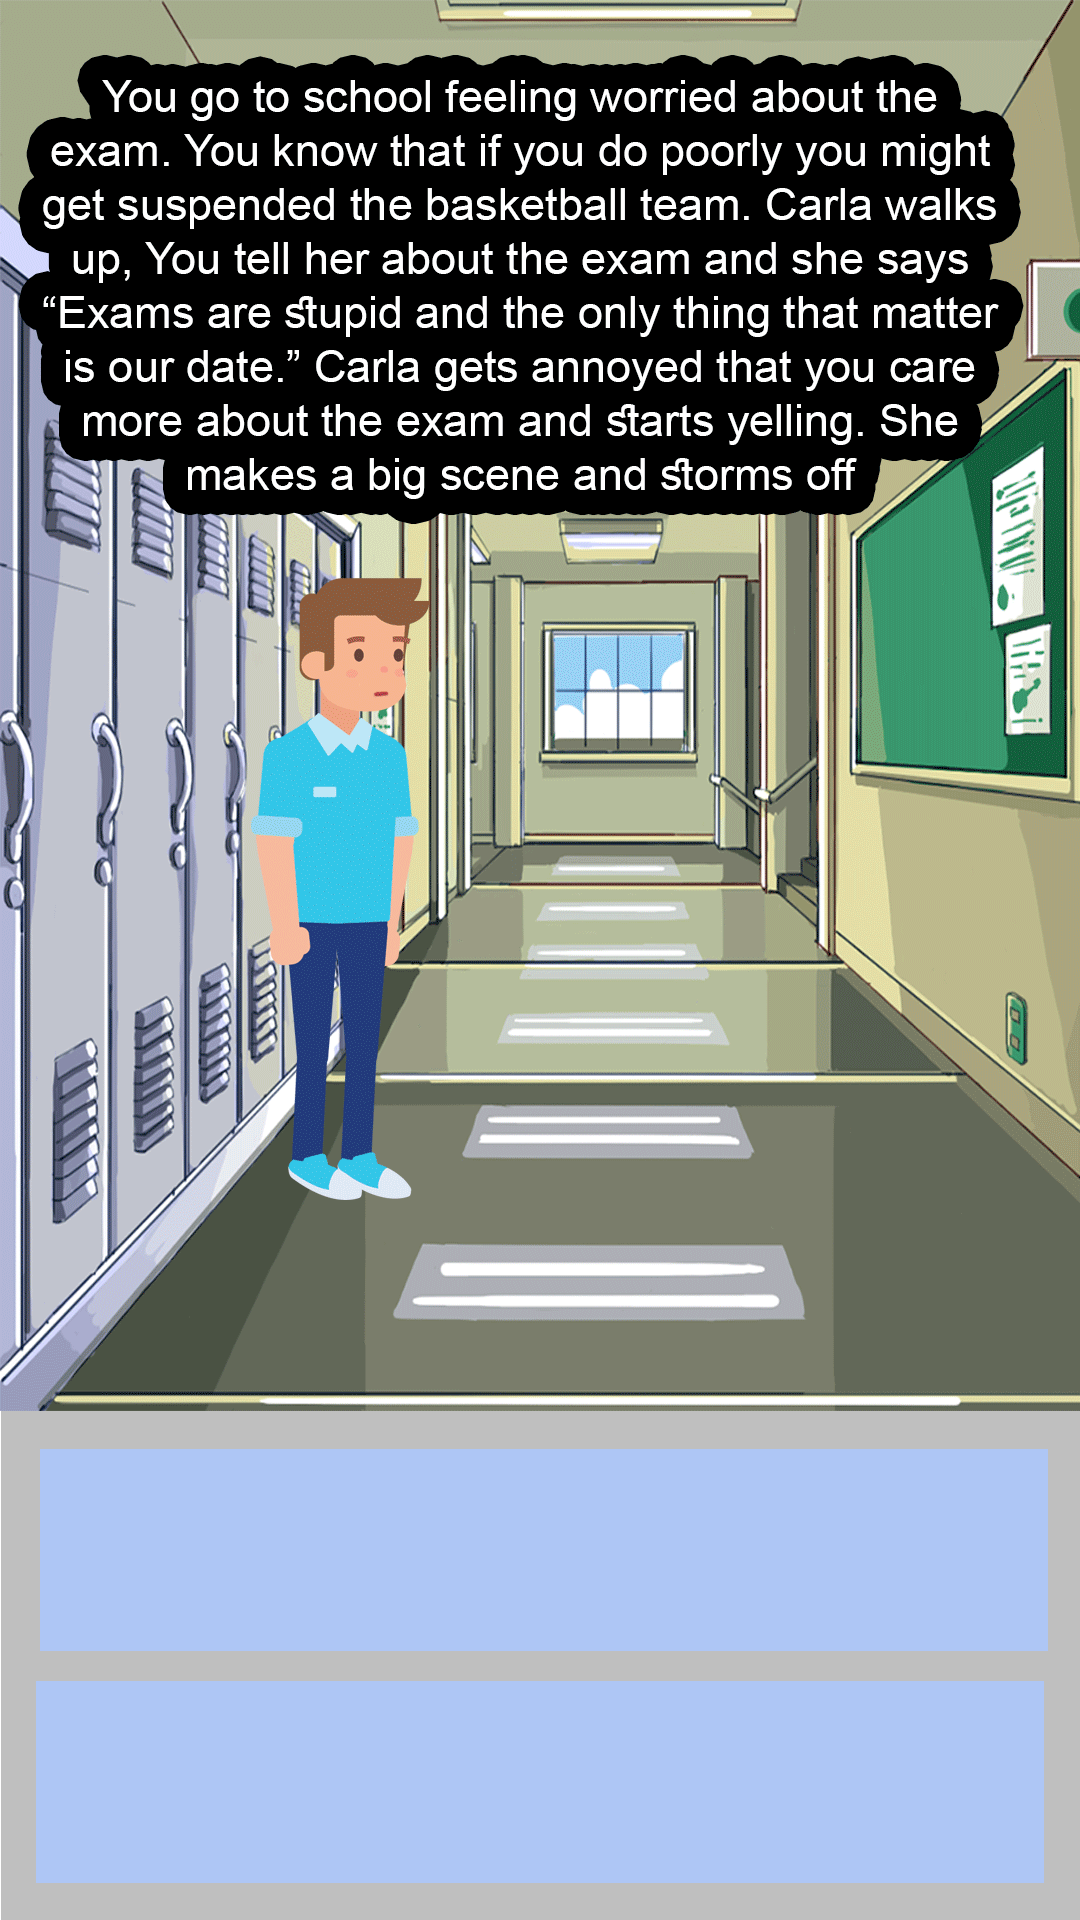 You go to school feeling worried about the
exam. You know that if you do poorly you might
get suspended the basketball team. Carla walks
up, You tell her about the exam and she says
“Exams are stupid and the only thing that matter
is our date.” Carla gets annoyed that you care
more about the exam and starts yelling. She
makes a big scene and storms off